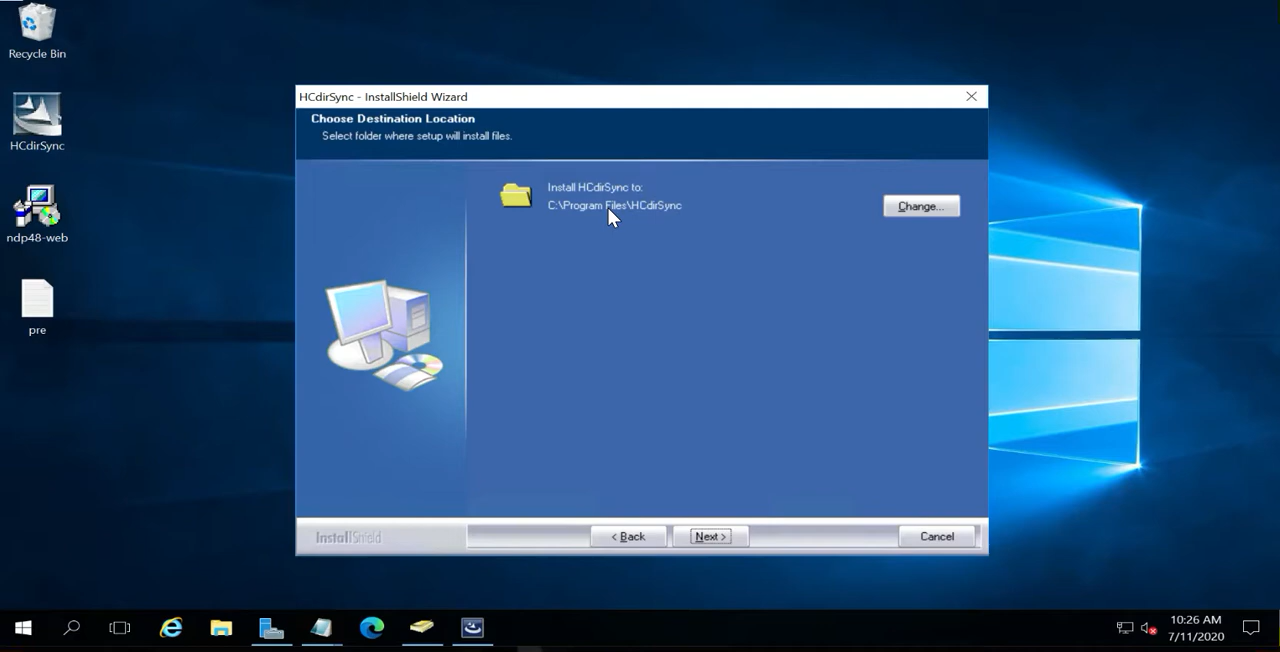 Recycle Bin
HCdirSync
ndp48-web
pre
HCdirSync - InstallShield Wizard
Choose Destination Location
Select folder where setup will install files.
Install HCdirSync to:
C:\Program Files\HCdirSync
Change...
InstallShield
< Back
Next >
Cancel
10:26 AM
7/11/2020